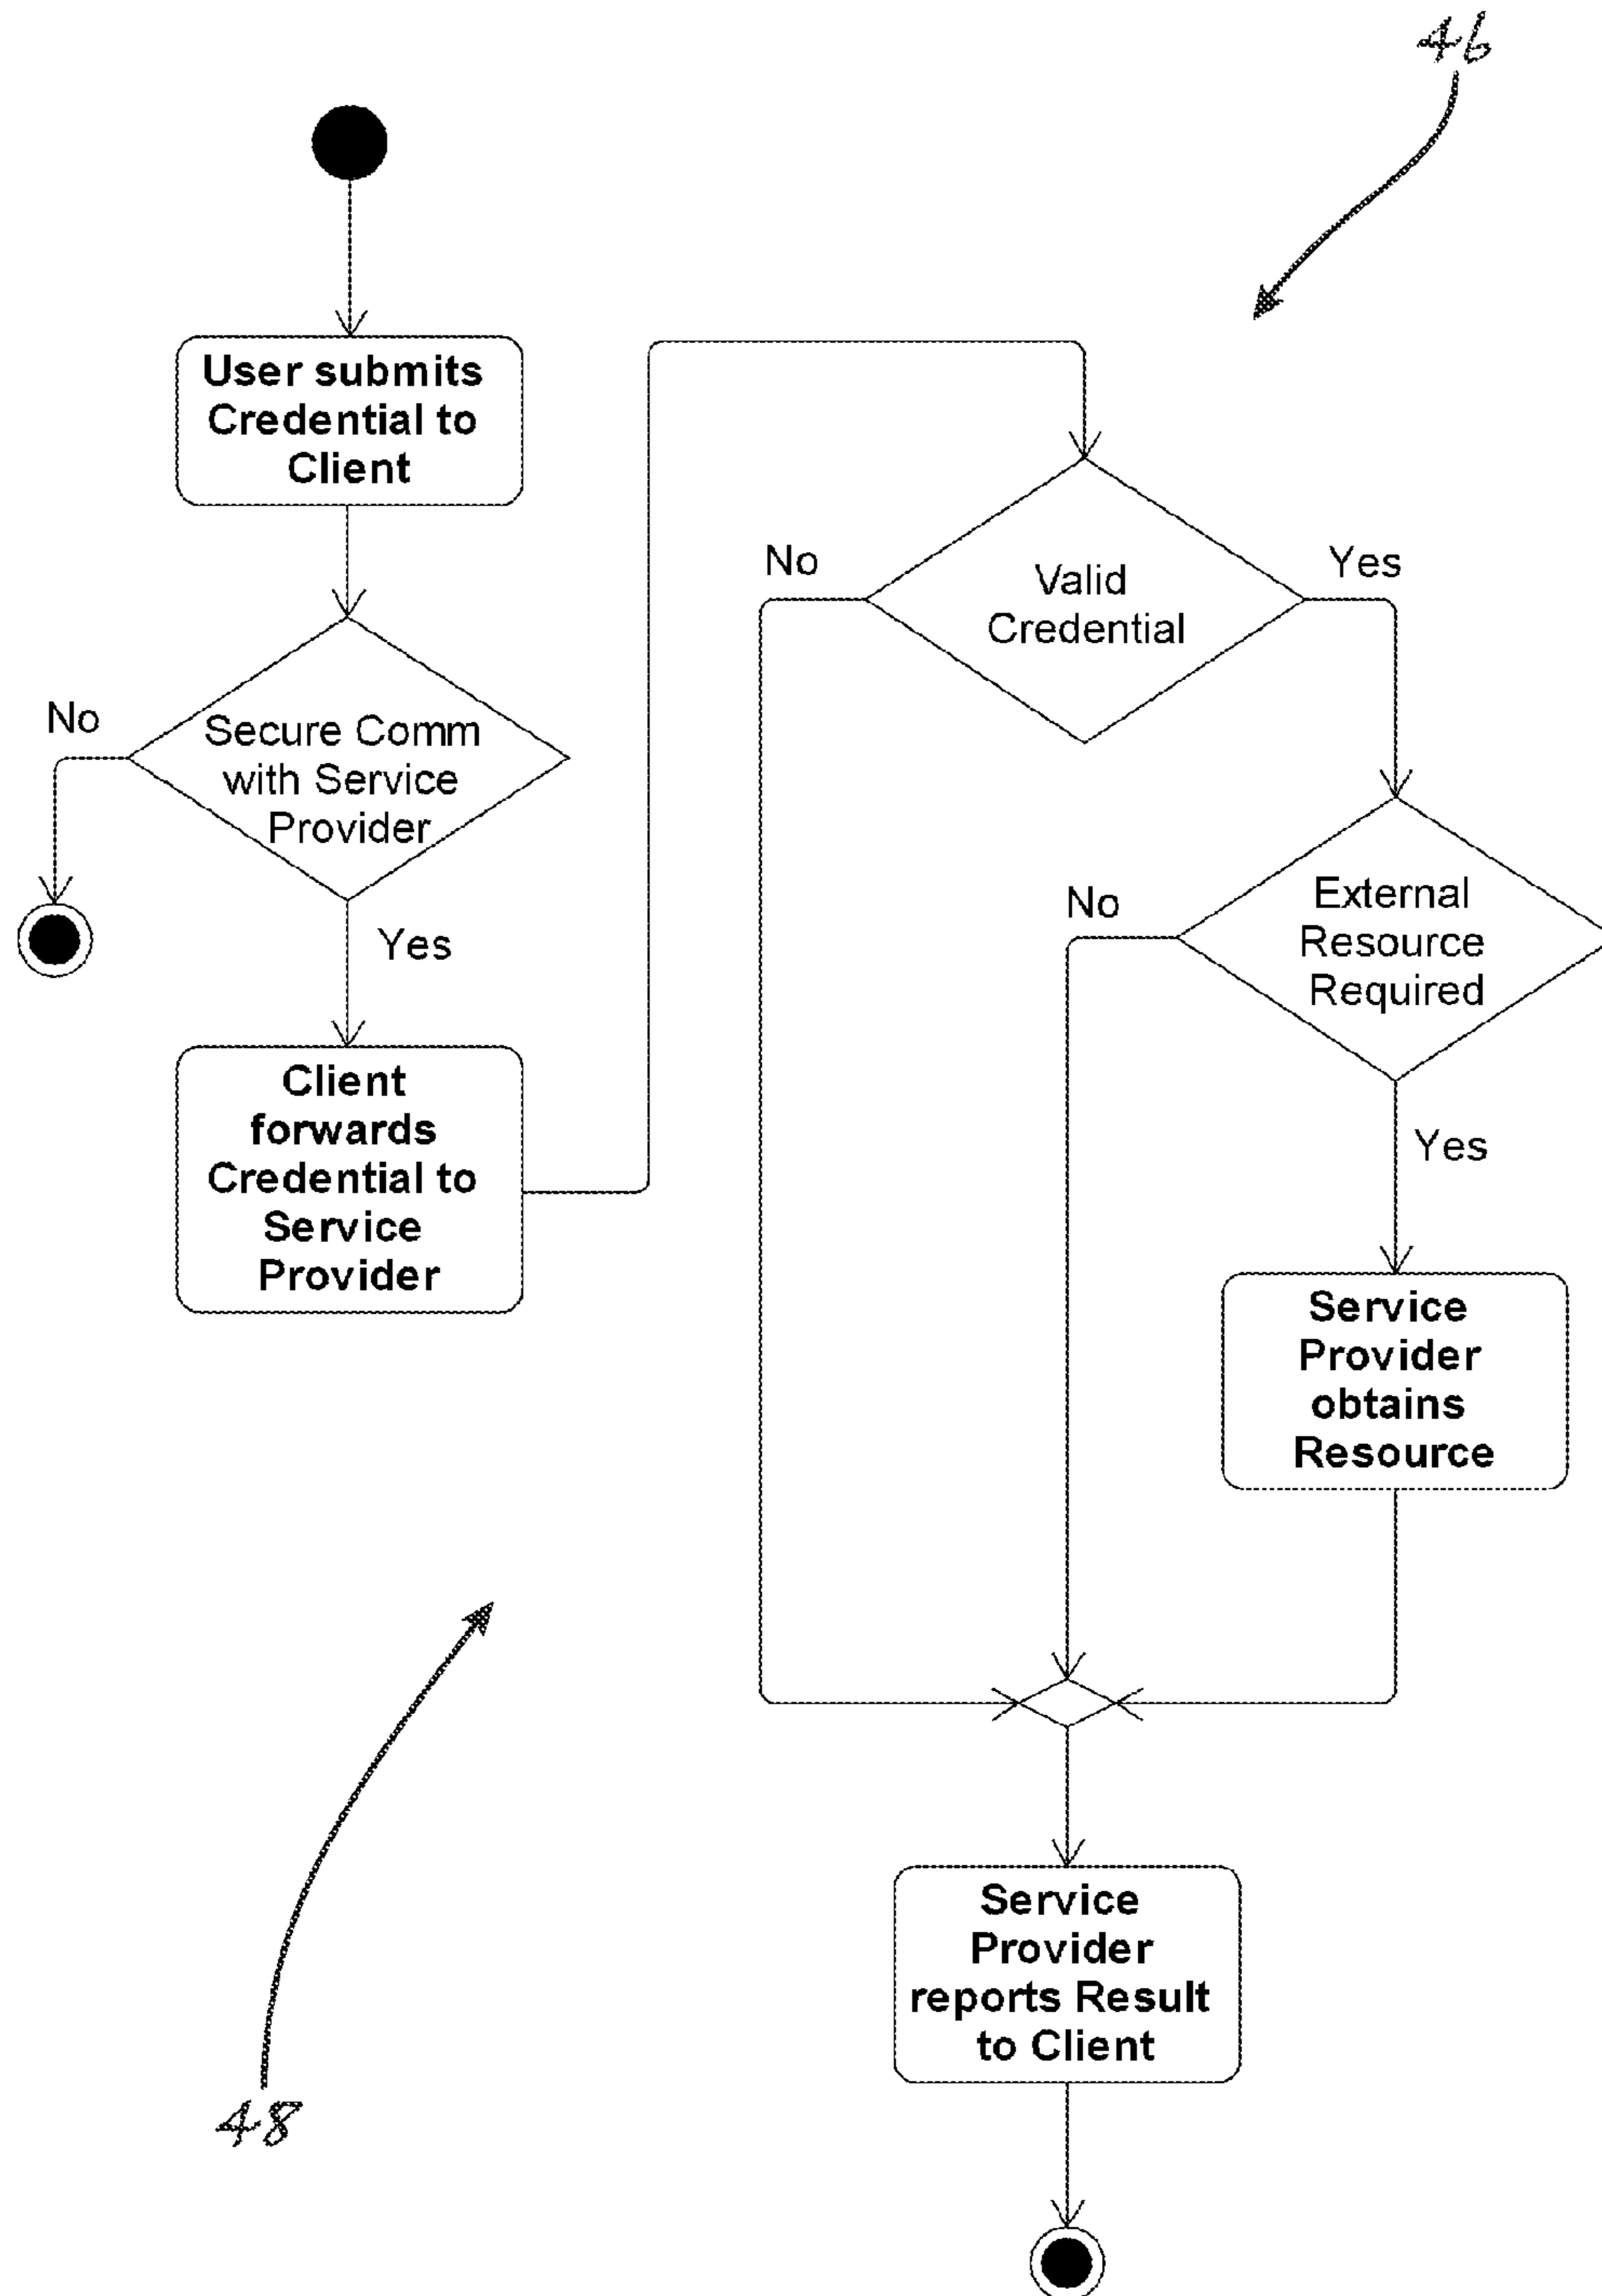 46
User submits
Credential to
Client
No
Secure Comm
with Service
Provider
Yes
Client
forwards
Credential to
Service
Provider
No
Valid
Credential
Yes
No
External
Resource
Required
Yes
Service
Provider
obtains
Resource
Service
Provider
reports Result
to Client
48